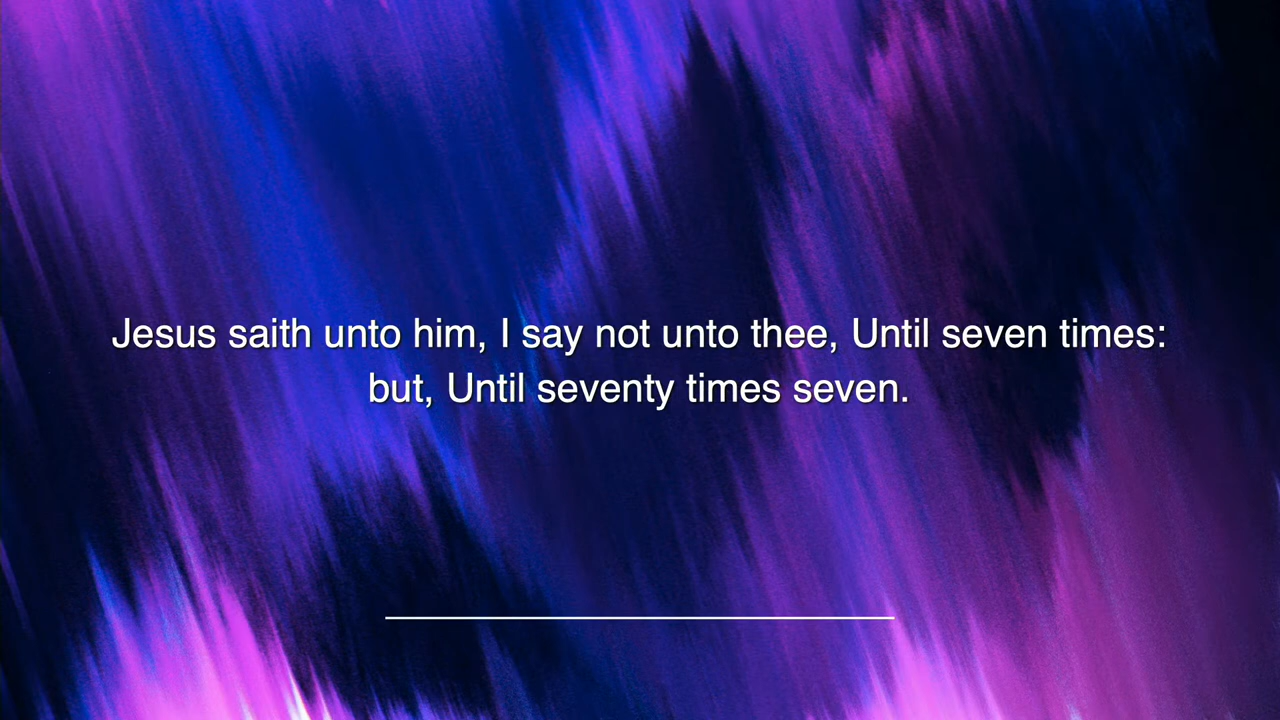 Jesus saith unto him, I say not unto thee, Until seven times:
but, Until seventy times seven.